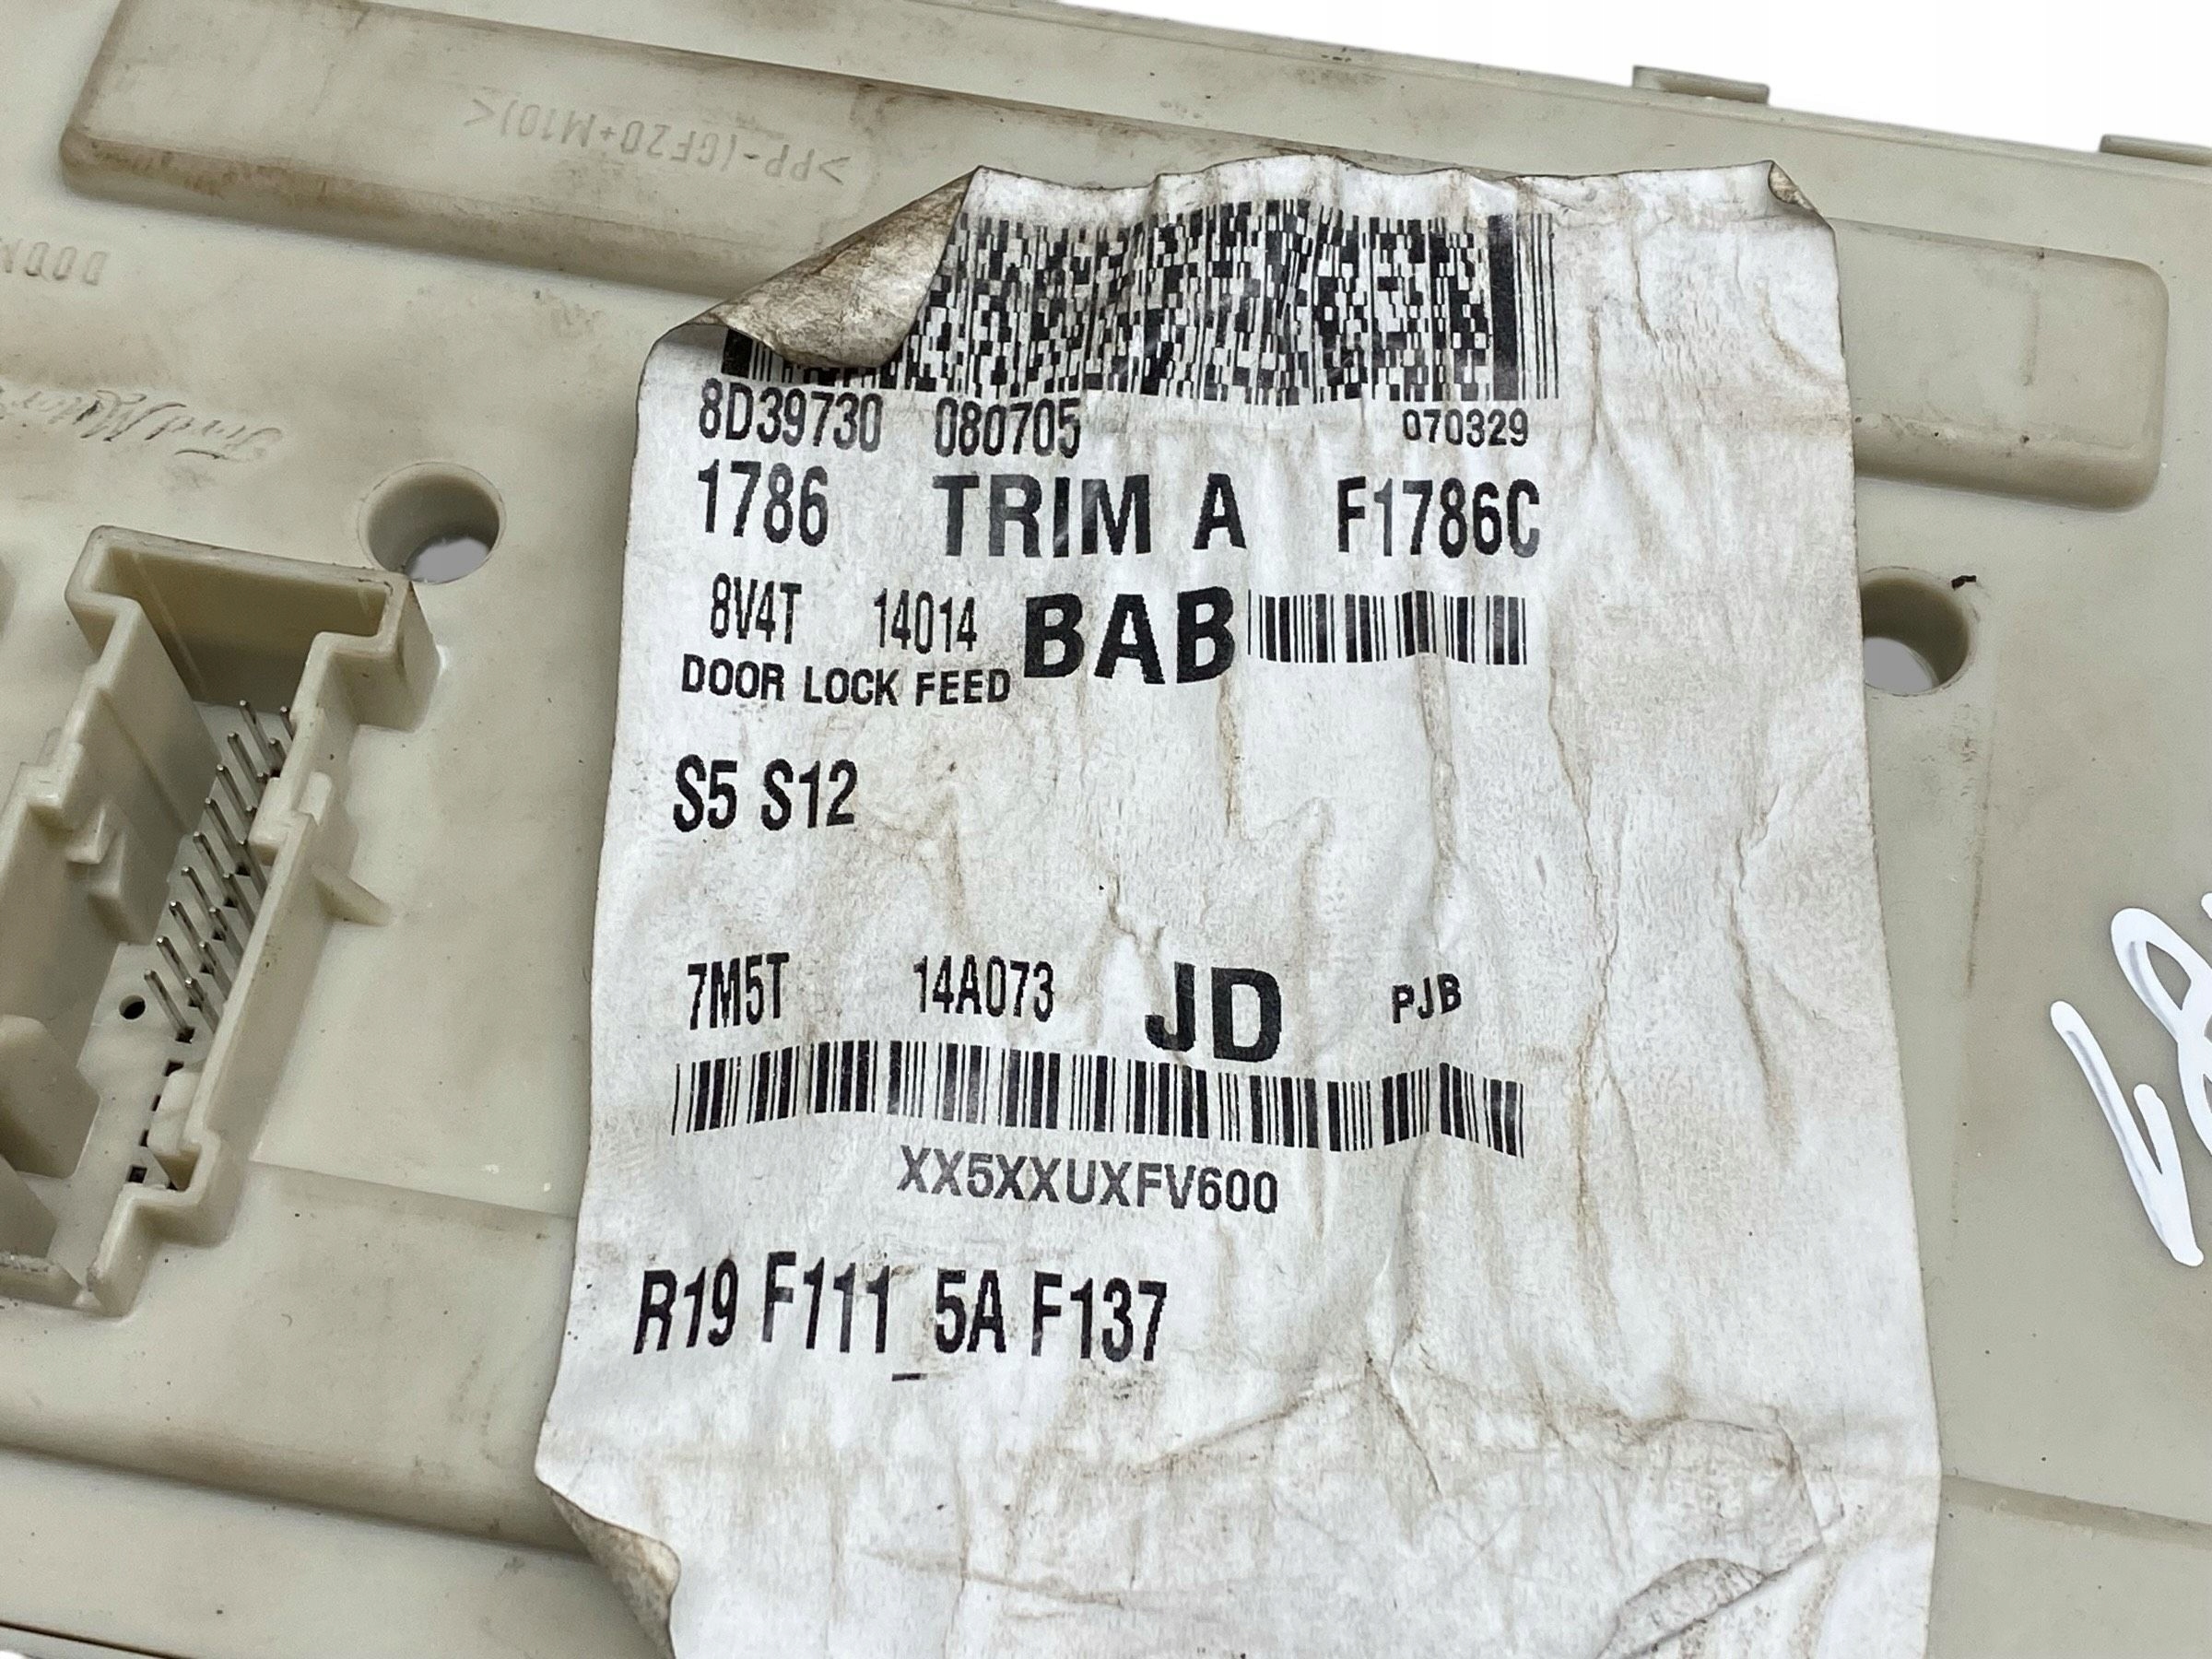 >PP-(GF20+M10)<
8D39730 080705 070329
1786 TRIM A F1786C
8V4T 14014 BAB
DOOR LOCK FEED
S5 S12
7M5T 14A073 JD PJB
XX5XXUXFV600
R19 F111_5A F137